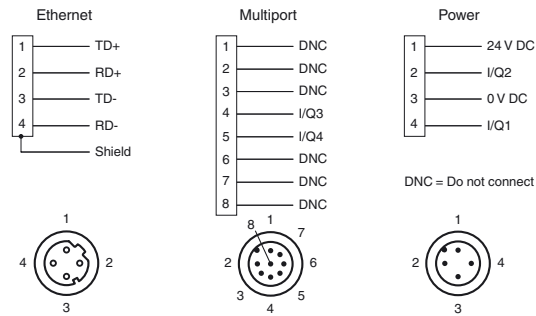 Ethernet
1 TD+
2 RD+
3 TD-
4 RD-
Shield
Multiport
1 DNC
2 DNC
3 DNC
4 I/Q3
5 I/Q4
6 DNC
7 DNC
8 DNC
Power
1 24 V DC
2 I/Q2
3 0 V DC
4 I/Q1
DNC = Do not connect
1
4 2
3
8 1 7
2 6
3 5
4
1
2 4
3